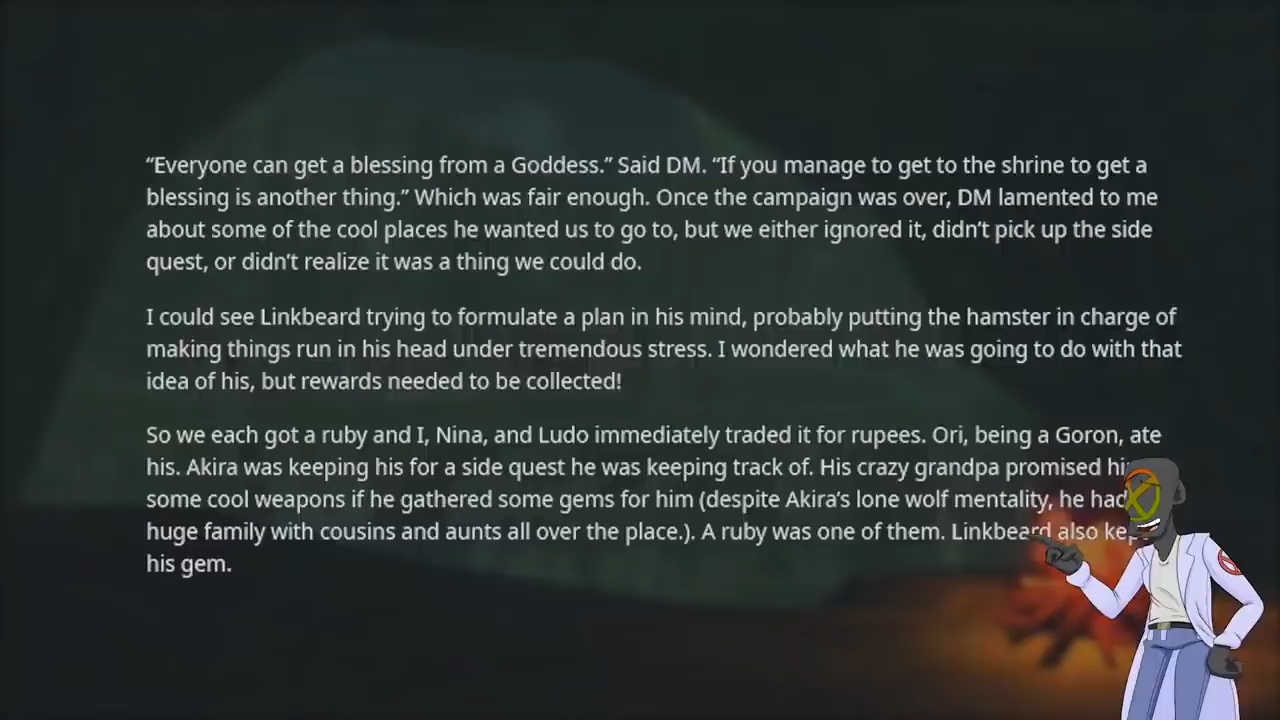 “Everyone can get a blessing from a Goddess.” Said DM. “If you manage to get to the shrine to get a
blessing is another thing.” Which was fair enough. Once the campaign was over, DM lamented to me
about some of the cool places he wanted us to go to, but we either ignored it, didn’t pick up the side
quest, or didn’t realize it was a thing we could do.
I could see Linkbeard trying to formulate a plan in his mind, probably putting the hamster in charge of
making things run in his head under tremendous stress. I wondered what he was going to do with that
idea of his, but rewards needed to be collected!
So we each got a ruby and I, Nina, and Ludo immediately traded it for rupees. Ori, being a Goron, ate
his. Akira was keeping his for a side quest he was keeping track of. His crazy grandpa promised
some cool weapons if he gathered some gems for him (despite Akira’s lone wolf mentality, he had
huge family with cousins and aunts all over the place.). A ruby was one of them. Linkbeard also
his gem.